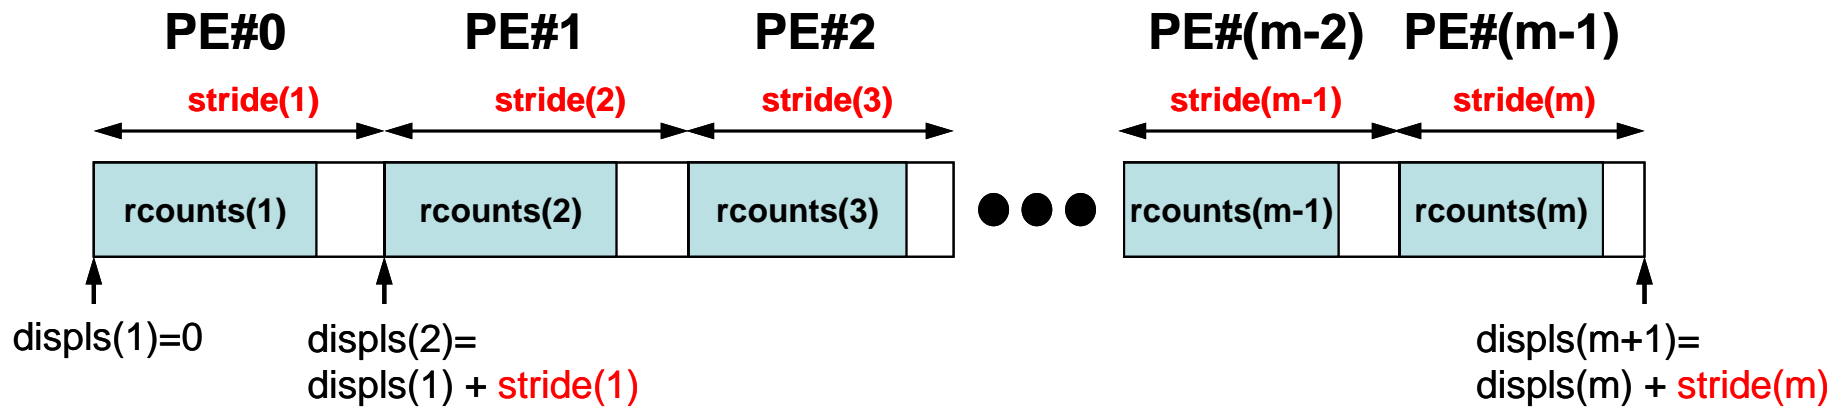 PE#0 PE#1 PE#2 PE#(m-2) PE#(m-1)
stride(1) stride(2) stride(3) stride(m-1) stride(m)
rcounts(1) rcounts(2) rcounts(3) rcounts(m-1) rcounts(m)
displs(1)=0
displs(2)=
displs(1) + stride(1)
displs(m+1)=
displs(m) + stride(m)